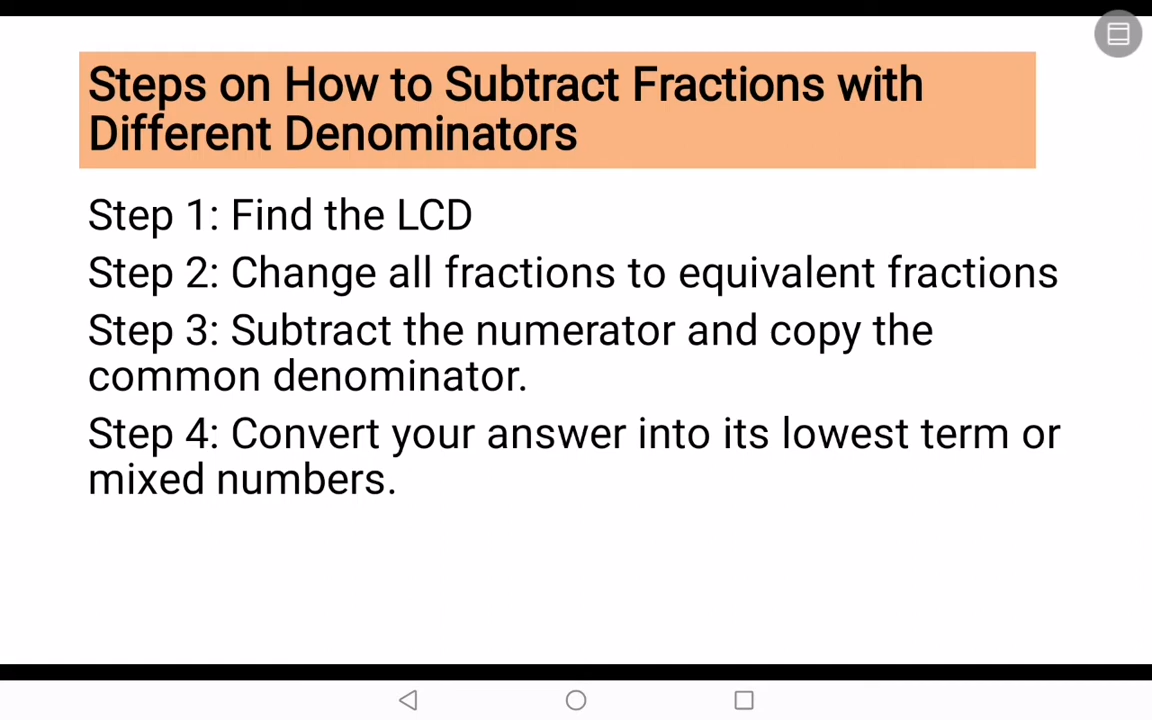 Steps on How to Subtract Fractions with
Different Denominators
Step 1: Find the LCD
Step 2: Change all fractions to equivalent fractions
Step 3: Subtract the numerator and copy the
common denominator.
Step 4: Convert your answer into its lowest term or
mixed numbers.